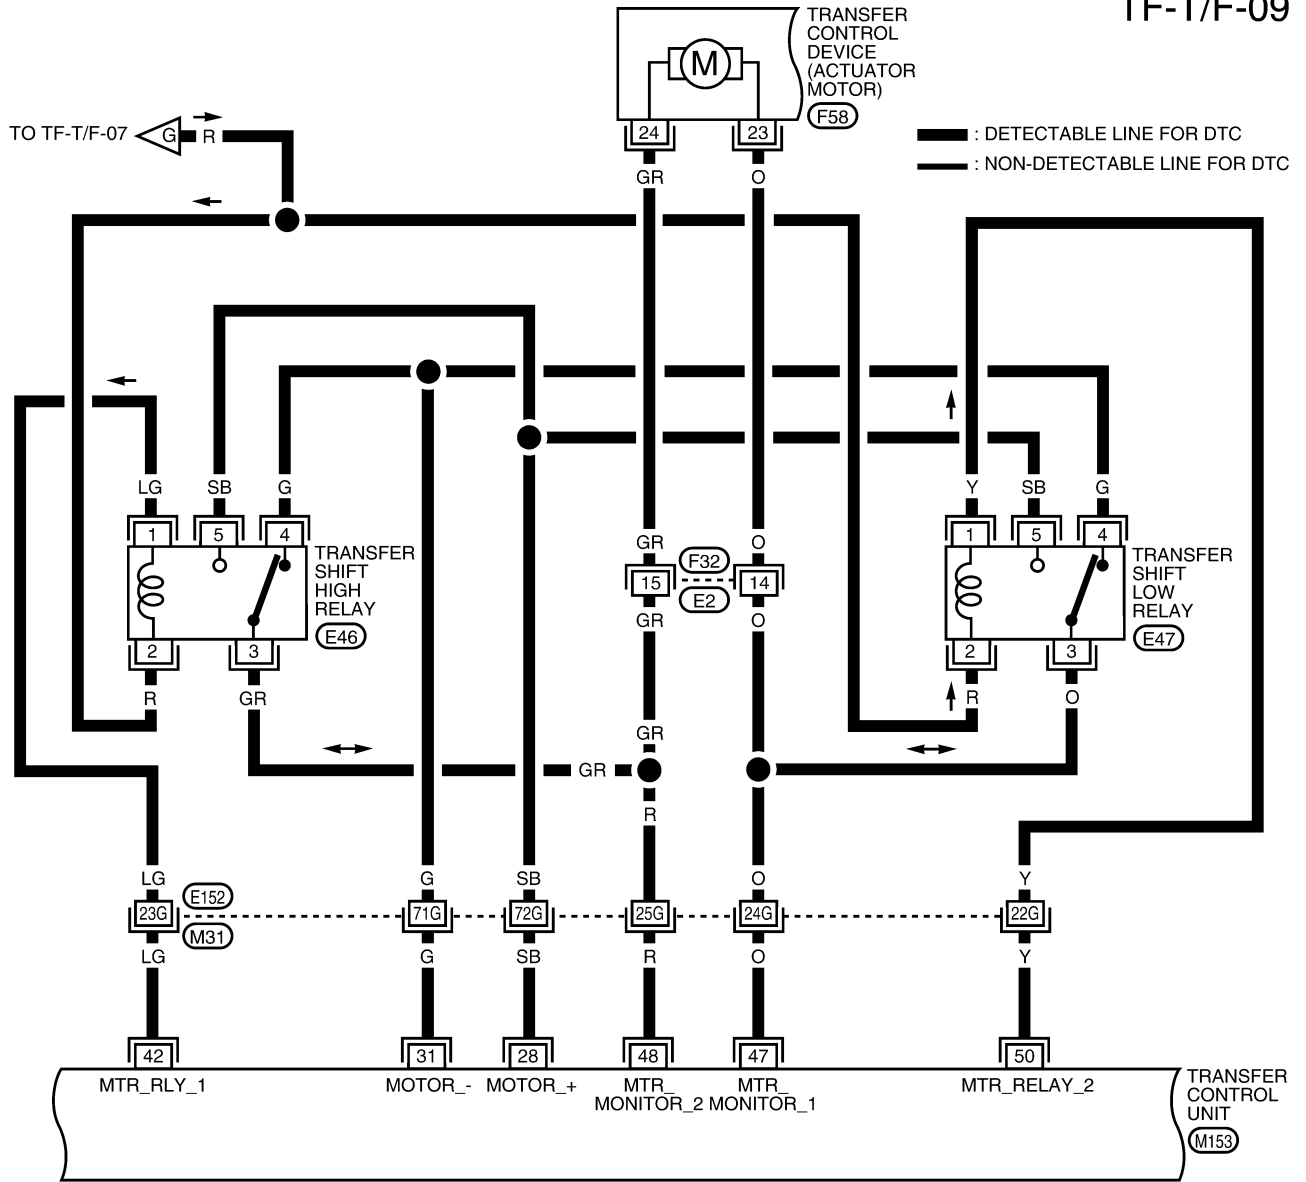 TF-T/F-09
TRANSFER
CONTROL
DEVICE
(ACTUATOR
MOTOR)
F58
M
24 23
TO TF-T/F-07 G R
: DETECTABLE LINE FOR DTC
: NON-DETECTABLE LINE FOR DTC
GR O
LG SB G
Y SB G
1 5 4
1 5 4
GR O
F32
15 14
E2
GR O
TRANSFER
SHIFT
HIGH
RELAY
E46
TRANSFER
SHIFT
LOW
RELAY
E47
2 3
2 3
R GR
R O
GR
GR
R
LG G SB O Y
E152
23G 71G 72G 25G 24G 22G
M31
LG G SB R O Y
42 31 28 48 47 50
MTR_RLY_1 MOTOR_- MOTOR_+ MTR_ MTR_ MTR_RELAY_2
MONITOR_2 MONITOR_1
TRANSFER
CONTROL
UNIT
M153